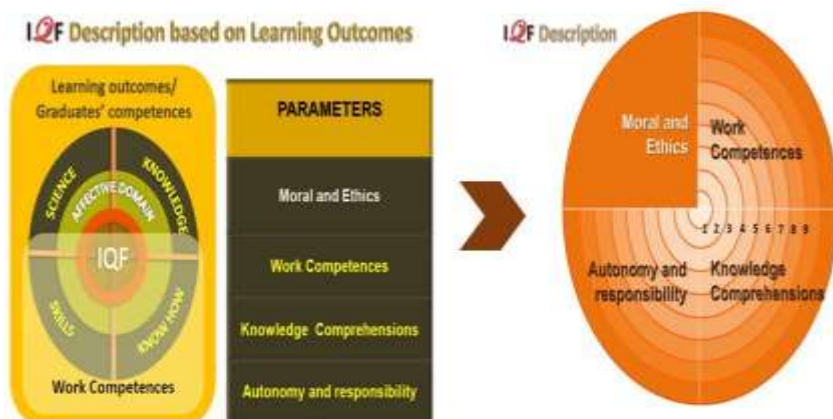 IQF Description based on Learning Outcomes
Learning outcomes/
Graduates' competences
SCIENCE
KNOWLEDGE
AFFECTIVE DOMAIN
IQF
SKILLS
KNOW HOW
Work Competences
PARAMETERS
Moral and Ethics
Work Competences
Knowledge Comprehensions
Autonomy and responsibility
IQF Description
Moral and
Ethics
Work
Competences
1 2 3 4 5 6 7 8 9
Autonomy and
responsibility
Knowledge
Comprehensions